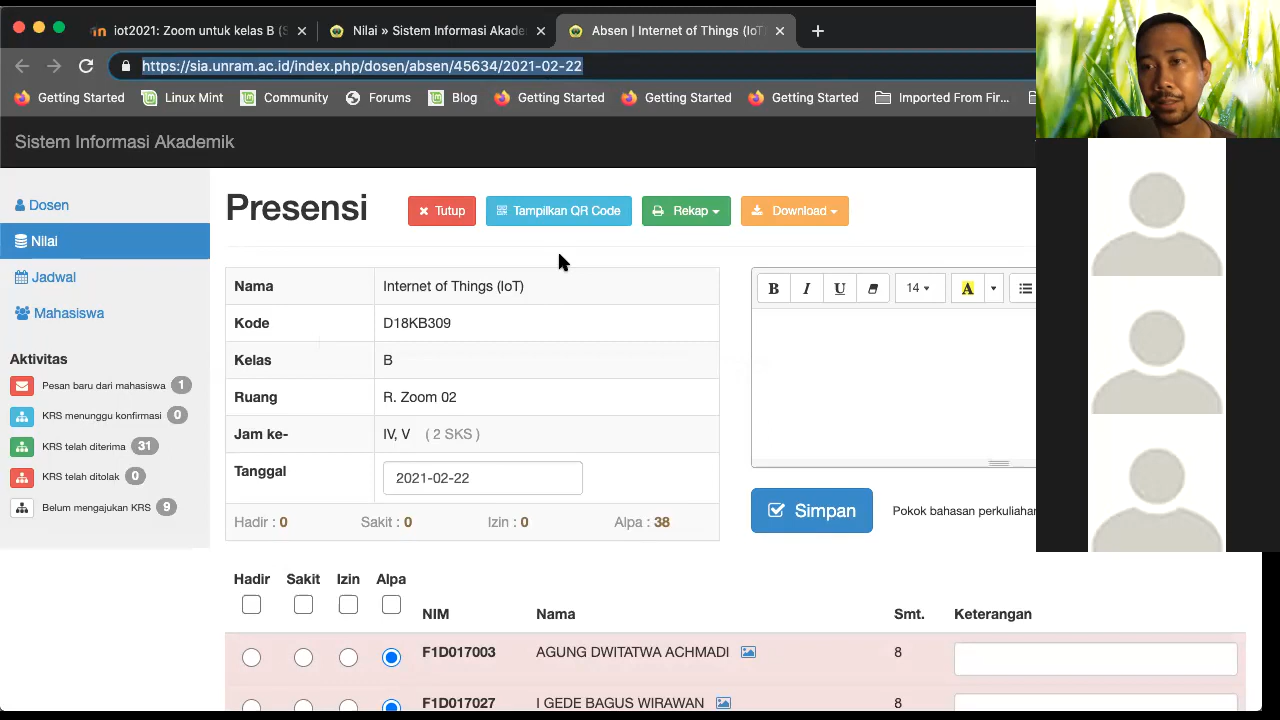 iot2021: Zoom untuk kelas B (S
Nilai » Sistem Informasi Akade
Absen | Internet of Things (IoT
https://sia.unram.ac.id/index.php/dosen/absen/45634/2021-02-22
Getting Started Linux Mint Community Forums Blog Getting Started Getting Started Getting Started Imported From Fir...
Sistem Informasi Akademik
Dosen
Nilai
Jadwal
Mahasiswa
Aktivitas
Pesan baru dari mahasiswa 1
KRS menunggu konfirmasi 0
KRS telah diterima 31
KRS telah ditolak 0
Belum mengajukan KRS 9
Presensi
Tutup
Tampilkan QR Code
Rekap
Download
Nama Internet of Things (IoT)
Kode D18KB309
Kelas B
Ruang R. Zoom 02
Jam ke- IV, V ( 2 SKS )
Tanggal 2021-02-22
Hadir : 0 Sakit : 0 Izin : 0 Alpa : 38
B I U 14 A
Simpan Pokok bahasan perkuliahan
Hadir Sakit Izin Alpa
NIM Nama Smt. Keterangan
F1D017003 AGUNG DWITATWA ACHMADI 8
F1D017027 I GEDE BAGUS WIRAWAN 8